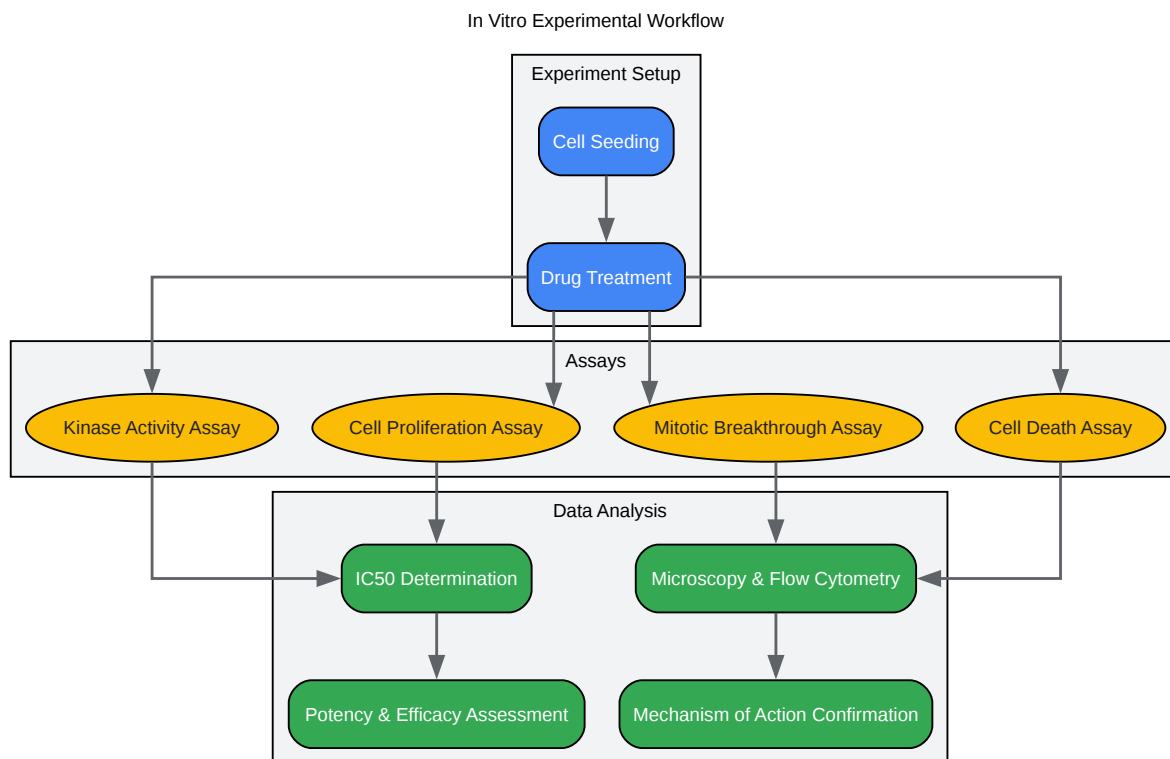 In Vitro Experimental Workflow
Experiment Setup
Cell Seeding
Drug Treatment
Assays
Kinase Activity Assay
Cell Proliferation Assay
Mitotic Breakthrough Assay
Cell Death Assay
Data Analysis
IC50 Determination
Microscopy & Flow Cytometry
Potency & Efficacy Assessment
Mechanism of Action Confirmation